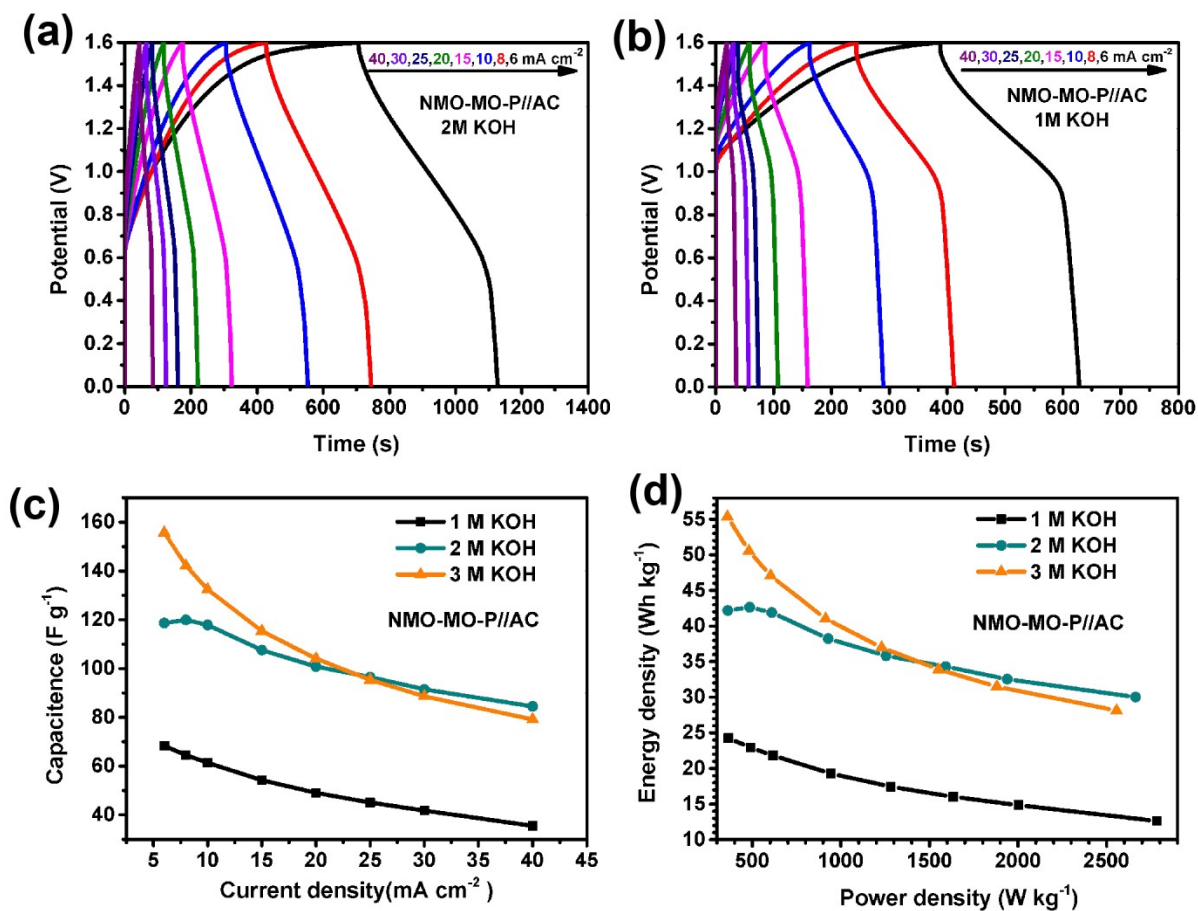 (a)
1.6
1.4
1.2
1.0
0.8
0.6
0.4
0.2
0.0
Potential (V)
40,30,25,20,15,10,8,6 mA cm-2
NMO-MO-P//AC
2M KOH
0 200 400 600 800 1000 1200 1400
Time (s)
(b)
1.6
1.4
1.2
1.0
0.8
0.6
0.4
0.2
0.0
Potential (V)
40,30,25,20,15,10,8,6 mA cm-2
NMO-MO-P//AC
1M KOH
0 100 200 300 400 500 600 700 800
Time (s)
(c)
160
140
120
100
80
60
40
Capacitence (F g-1)
1 M KOH
2 M KOH
3 M KOH
NMO-MO-P//AC
5 10 15 20 25 30 35 40 45
Current density(mA cm-2 )
(d)
55
50
45
40
35
30
25
20
15
10
Energy density (Wh kg-1)
1 M KOH
2 M KOH
3 M KOH
NMO-MO-P//AC
500 1000 1500 2000 2500
Power density (W kg-1)